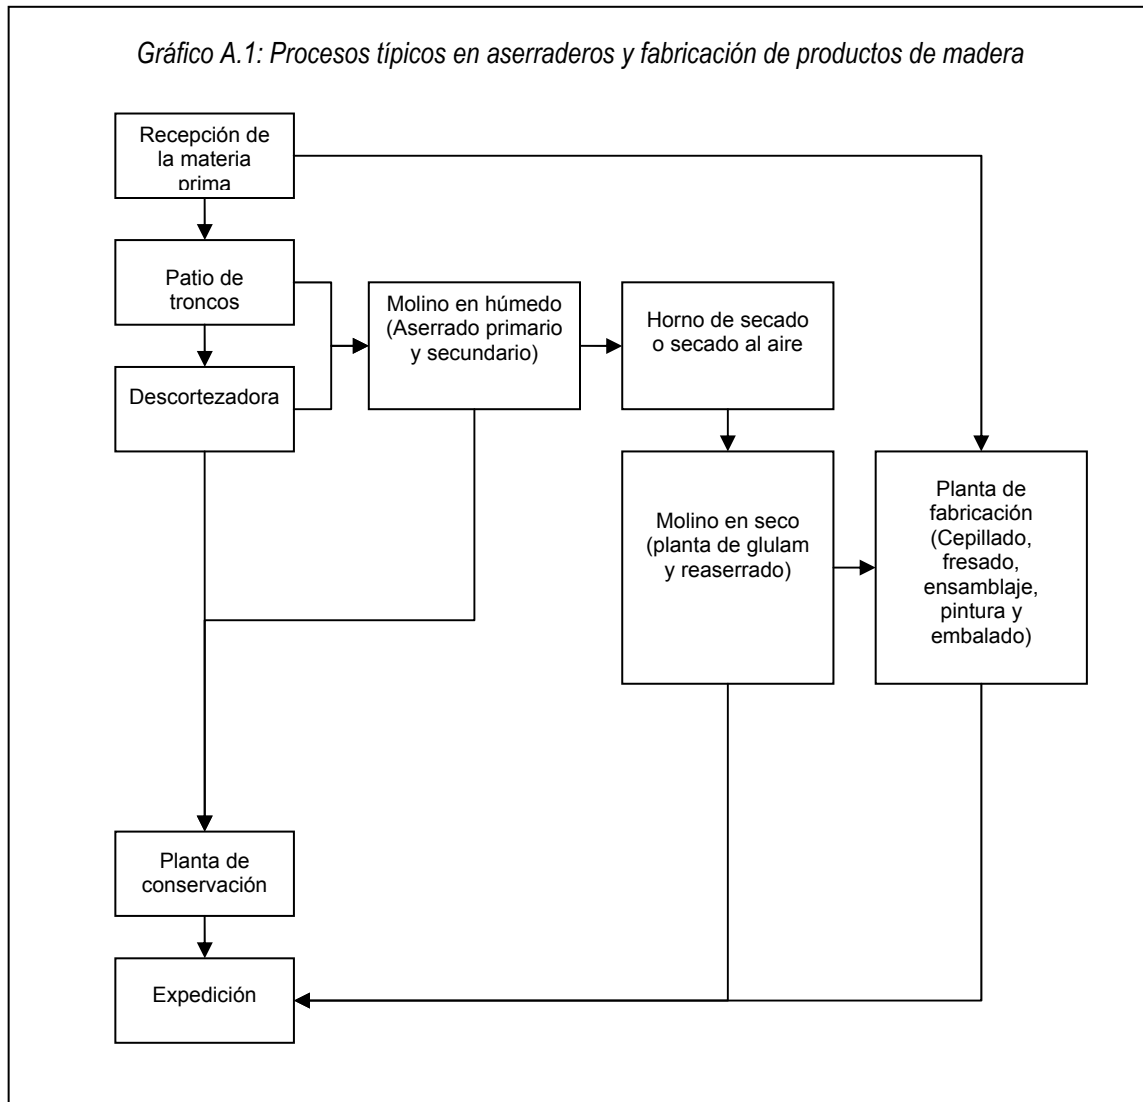 Gráfico A.1: Procesos típicos en aserraderos y fabricación de productos de madera
Recepción de
la materia
prima
Patio de
troncos
Descortezadora
Molino en húmedo
(Aserrado primario
y secundario)
Horno de secado
o secado al aire
Molino en seco
(planta de glulam
y reaserrado)
Planta de
fabricación
(Cepillado,
fresado,
ensamblaje,
pintura y
embalado)
Planta de
conservación
Expedición